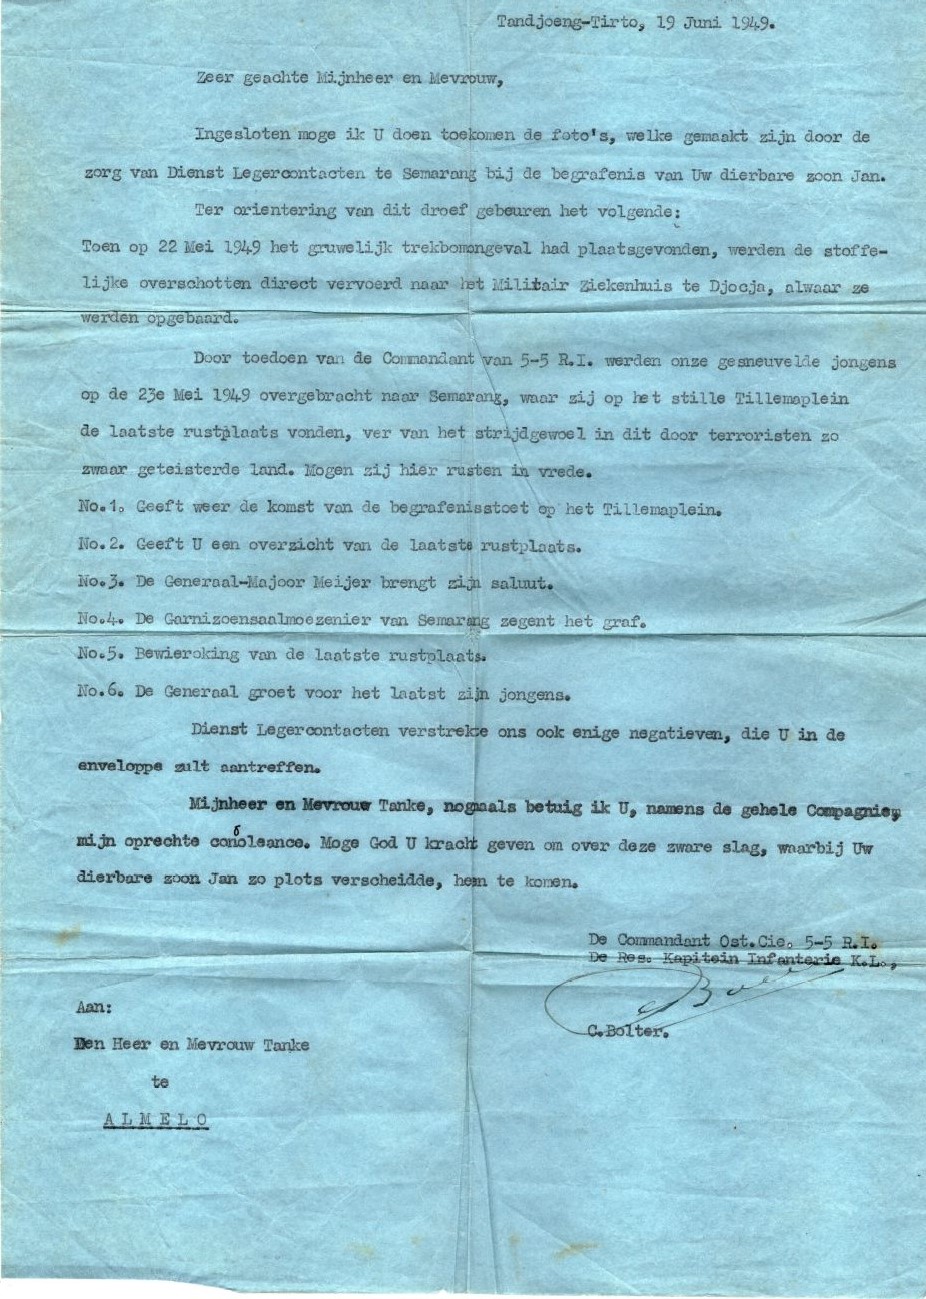 Tandjoeng-Tirto, 19 Juni 1949.
Zeer geachte Mijnheer en Mevrouw,
Ingesloten moge ik U doen toekomen de foto's, welke gemaakt zijn door de
zorg van Dienst Legercontacten te Semarang bij de begrafenis van Uw dierbare zoon Jan.
Ter orientering van dit droef gebeuren het volgende:
Toen op 22 Mei 1949 het gruwelijk trekbomongeval had plaatsgevonden, werden de stoffe-
lijke overschotten direct vervoerd naar het Militair Ziekenhuis te Djocja, alwaar ze
werden opgebaard.
Door toedoen van de Commandant van 5-5 R.I. werden onze gesneuvelde jongens
op de 23e Mei 1949 overgebracht naar Semarang, waar zij op het stille Tillemaplein
de laatste rustplaats vonden, ver van het strijdgewoel in dit door terroristen zo
zwaar geteisterde land. Mogen zij hier rusten in vrede.
No.1. Geeft weer de komst van de begrafenisstoet op het Tillemaplein.
No.2. Geeft U een overzicht van de laatste rustplaats.
No.3. De Generaal-Majoor Meijer brengt zijn saluut.
No.4. De Garnizoensaalmoezenier van Semarang zegent het graf.
No.5. Bewieroking van de laatste rustplaats.
No.6. De Generaal groet voor het laatst zijn jongens.
Dienst Legercontacten verstrekte ons ook enige negatieven, die U in de
enveloppe zult aantreffen.
Mijnheer en Mevrouw Tanke, nogmaals betuig ik U, namens de gehele Compagnie,
mijn oprechte condoleance. Moge God U kracht geven om over deze zware slag, waarbij Uw
dierbare zoon Jan zo plots verscheidde, heen te komen.
De Commandant Ost.Cie. 5-5 R.I.
De Res. Kapitein Infanterie K.L.,
C.Bolter.
Aan:
Den Heer en Mevrouw Tanke
te
ALMELO